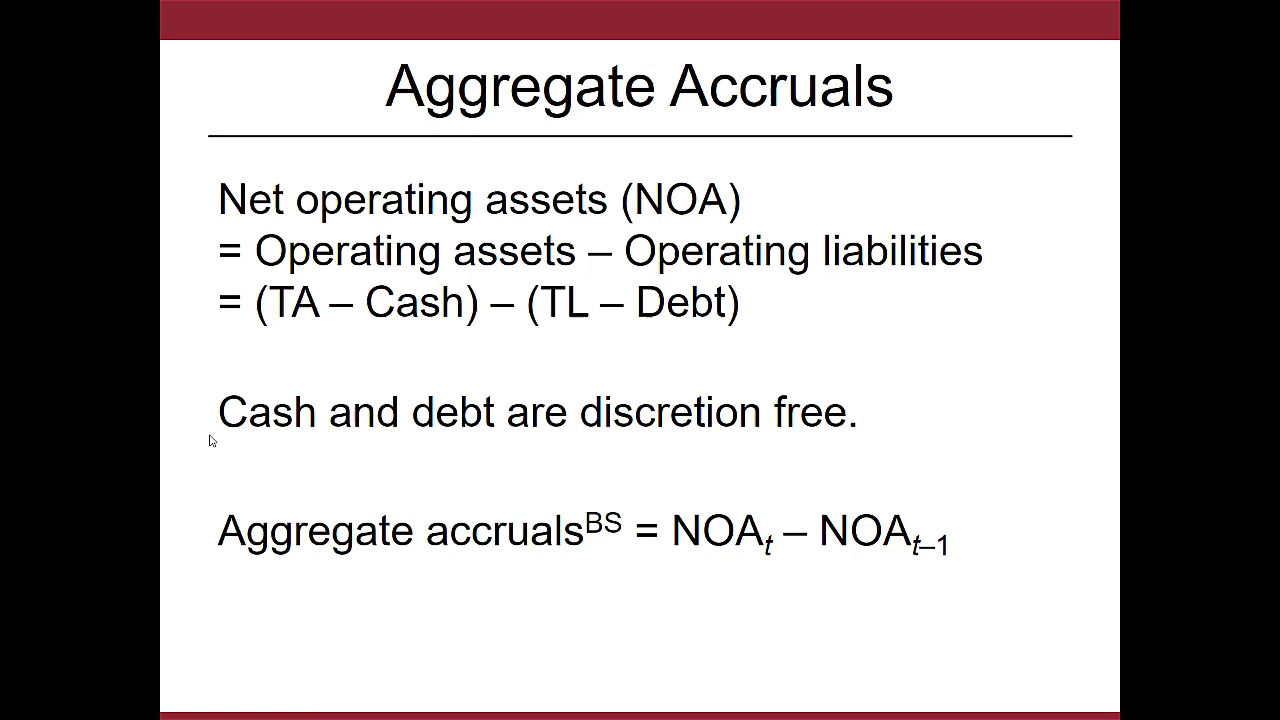 Aggregate Accruals
Net operating assets (NOA)
= Operating assets – Operating liabilities
= (TA – Cash) – (TL – Debt)
Cash and debt are discretion free.
Aggregate accruals^BS = NOA_t – NOA_t–1